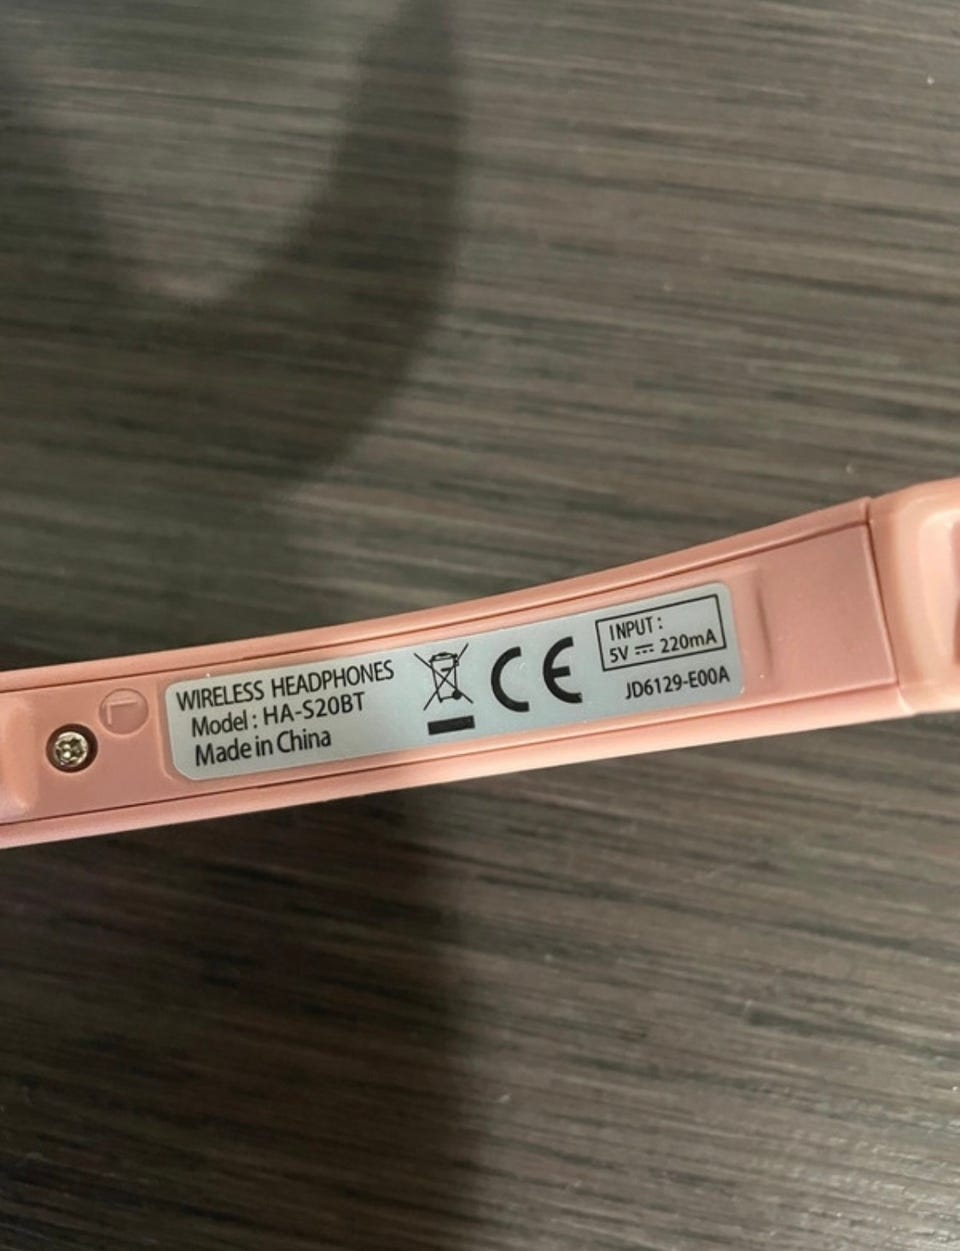 L
WIRELESS HEADPHONES
Model : HA-S20BT
Made in China
CE
INPUT :
5V ⎓ 220mA
JD6129-E00A